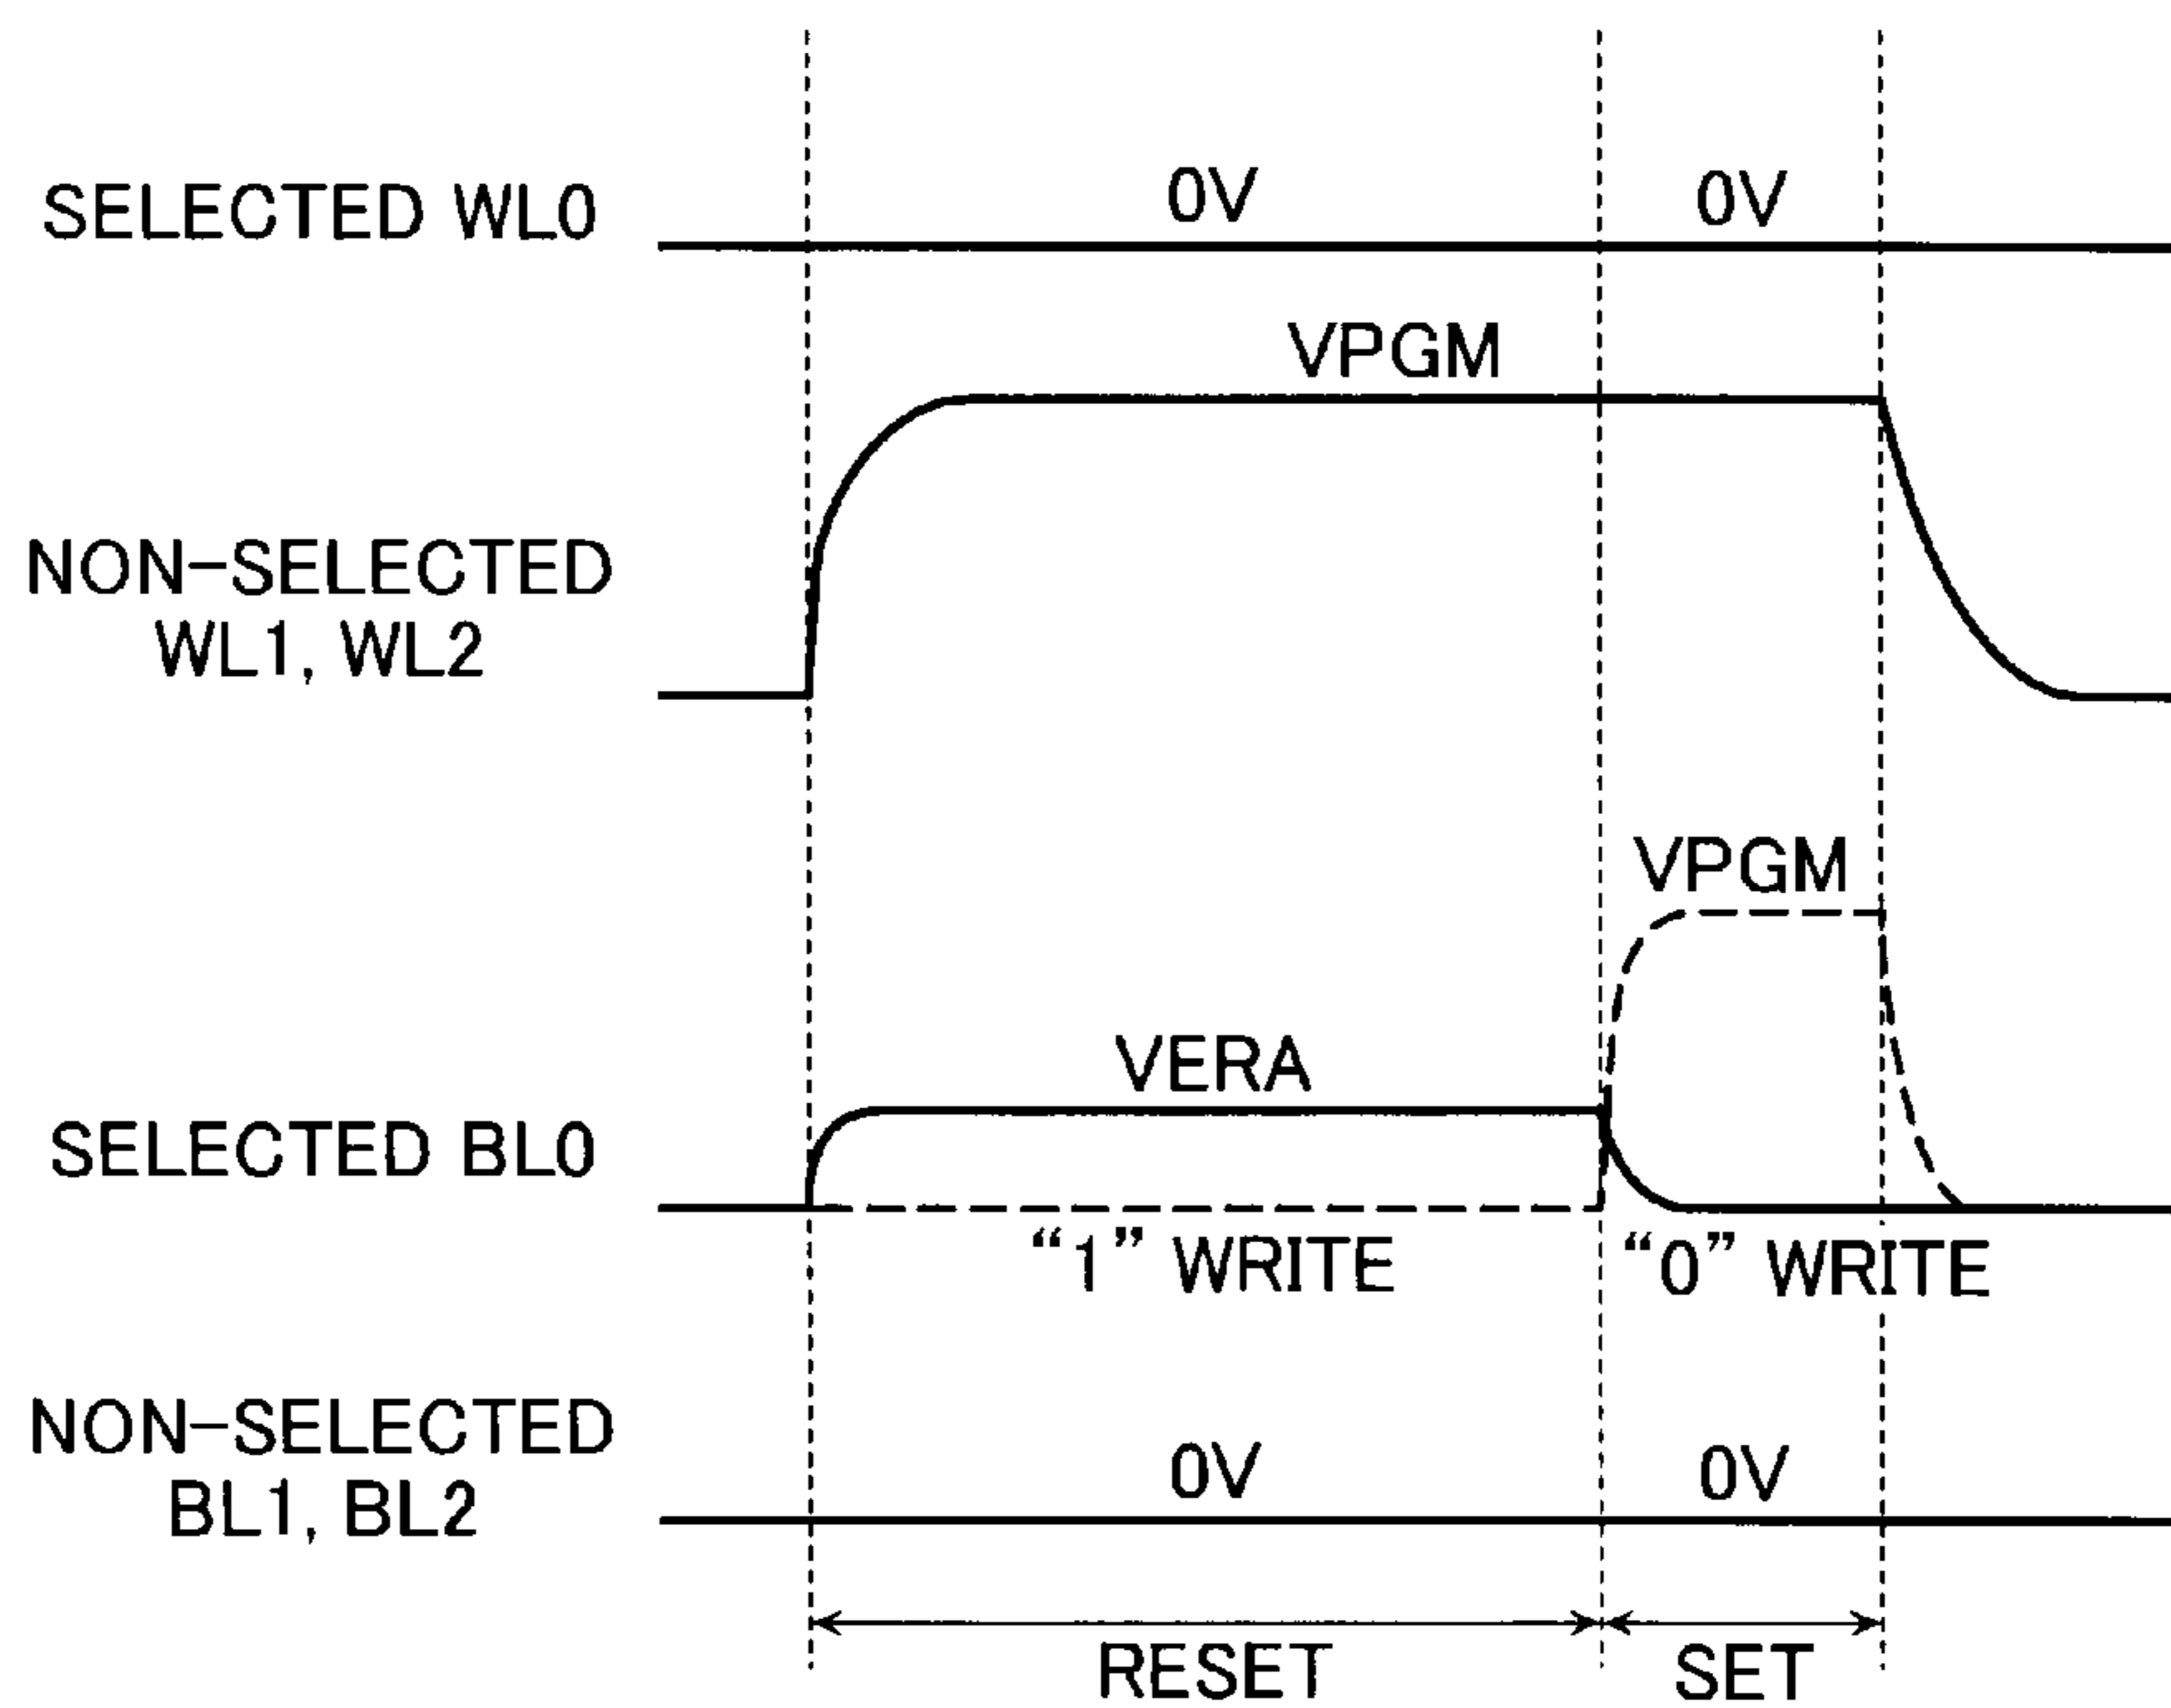 SELECTED WL0
0V
0V
VPGM
NON-SELECTED
WL1, WL2
VPGM
VERA
SELECTED BL0
“1” WRITE
“0” WRITE
NON-SELECTED
BL1, BL2
0V
0V
RESET
SET